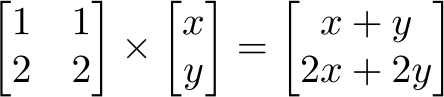 [1 1; 2 2] × [x; y] = [x + y; 2x + 2y]